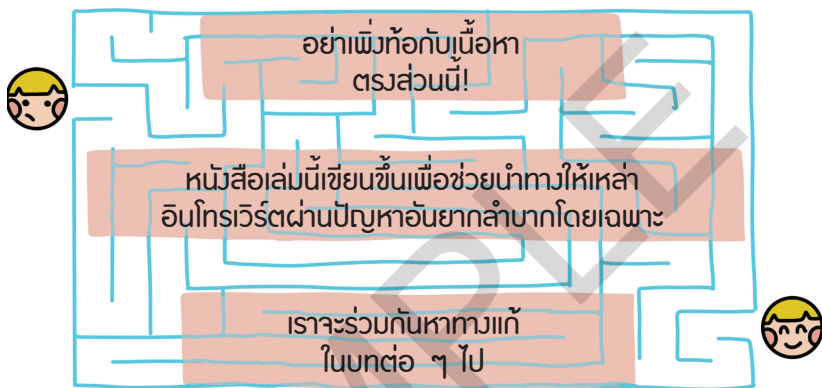 อย่าเพิ่งท้อกับเนื้อหา
ตรงส่วนนี้!
หนังสือเล่มนี้เขียนขึ้นเพื่อช่วยนำทางให้เหล่า
อินโทรเวิร์ตผ่านปัญหาอันยากลำบากโดยเฉพาะ
เราจะร่วมกันหาทางแก้
ในบทต่อ ๆ ไป